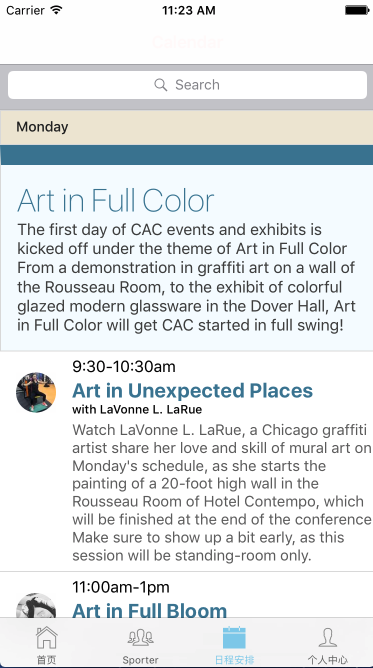 Carrier 11:23 AM
Calendar
Search
Monday
Art in Full Color
The first day of CAC events and exhibits is
kicked off under the theme of Art in Full Color
From a demonstration in graffiti art on a wall of
the Rousseau Room, to the exhibit of colorful
glazed modern glassware in the Dover Hall, Art
in Full Color will get CAC started in full swing!
9:30-10:30am
Art in Unexpected Places
with LaVonne L. LaRue
Watch LaVonne L. LaRue, a Chicago graffiti
artist share her love and skill of mural art on
Monday's schedule, as she starts the
painting of a 20-foot high wall in the
Rousseau Room of Hotel Contempo, which
will be finished at the end of the conference
Make sure to show up a bit early, as this
session will be standing-room only.
11:00am-1pm
Art in Full Bloom
首页 Sporter 日程安排 个人中心